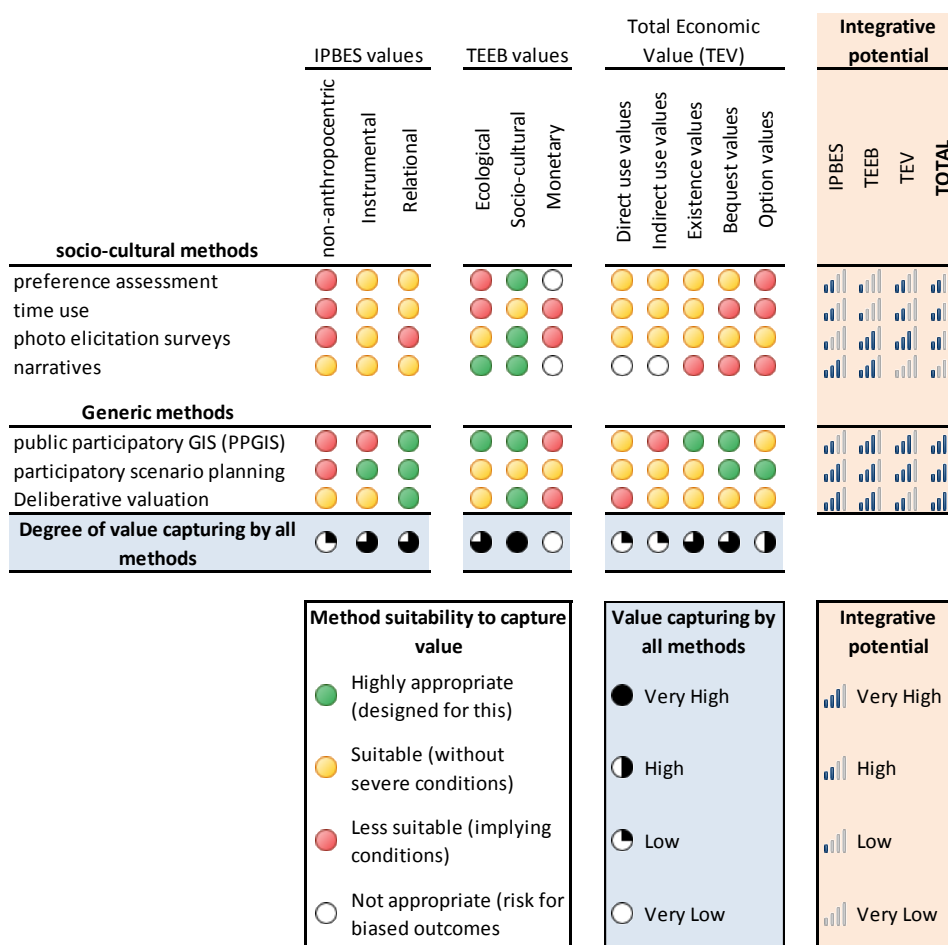 IPBES values
TEEB values
Total Economic
Value (TEV)
Integrative
potential
non-anthropocentric
Instrumental
Relational
Ecological
Socio-cultural
Monetary
Direct use values
Indirect use values
Existence values
Bequest values
Option values
IPBES
TEEB
TEV
TOTAL
socio-cultural methods
preference assessment
time use
photo elicitation surveys
narratives
Generic methods
public participatory GIS (PPGIS)
participatory scenario planning
Deliberative valuation
Degree of value capturing by all
methods
Method suitability to capture
value
Highly appropriate
(designed for this)
Suitable (without
severe conditions)
Less suitable (implying
conditions)
Not appropriate (risk for
biased outcomes
Value capturing by
all methods
Very High
High
Low
Very Low
Integrative
potential
Very High
High
Low
Very Low